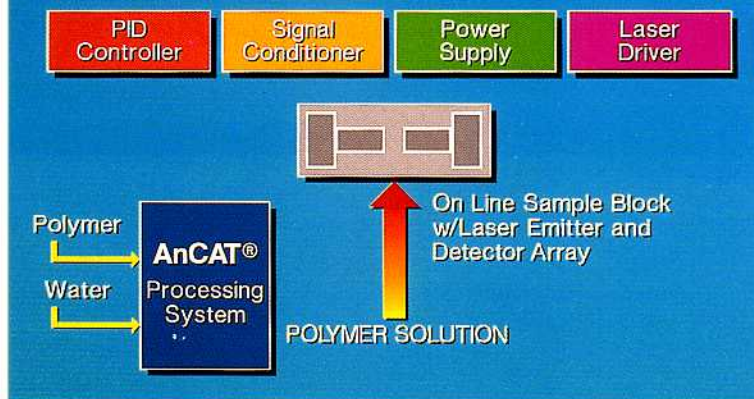 PID
Controller
Signal
Conditioner
Power
Supply
Laser
Driver
On Line Sample Block
w/Laser Emitter and
Detector Array
Polymer
Water
AnCAT®
Processing
System
POLYMER SOLUTION